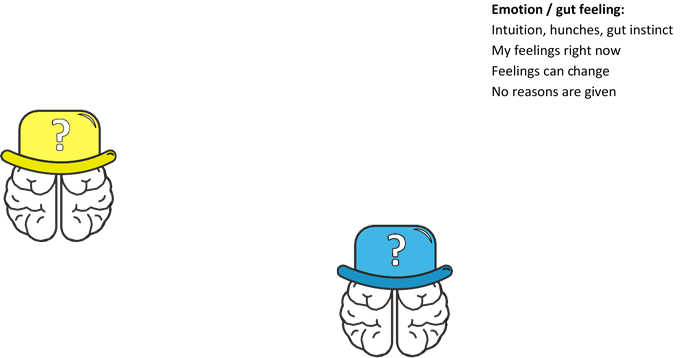 Emotion / gut feeling:
Intuition, hunches, gut instinct
My feelings right now
Feelings can change
No reasons are given
?
?